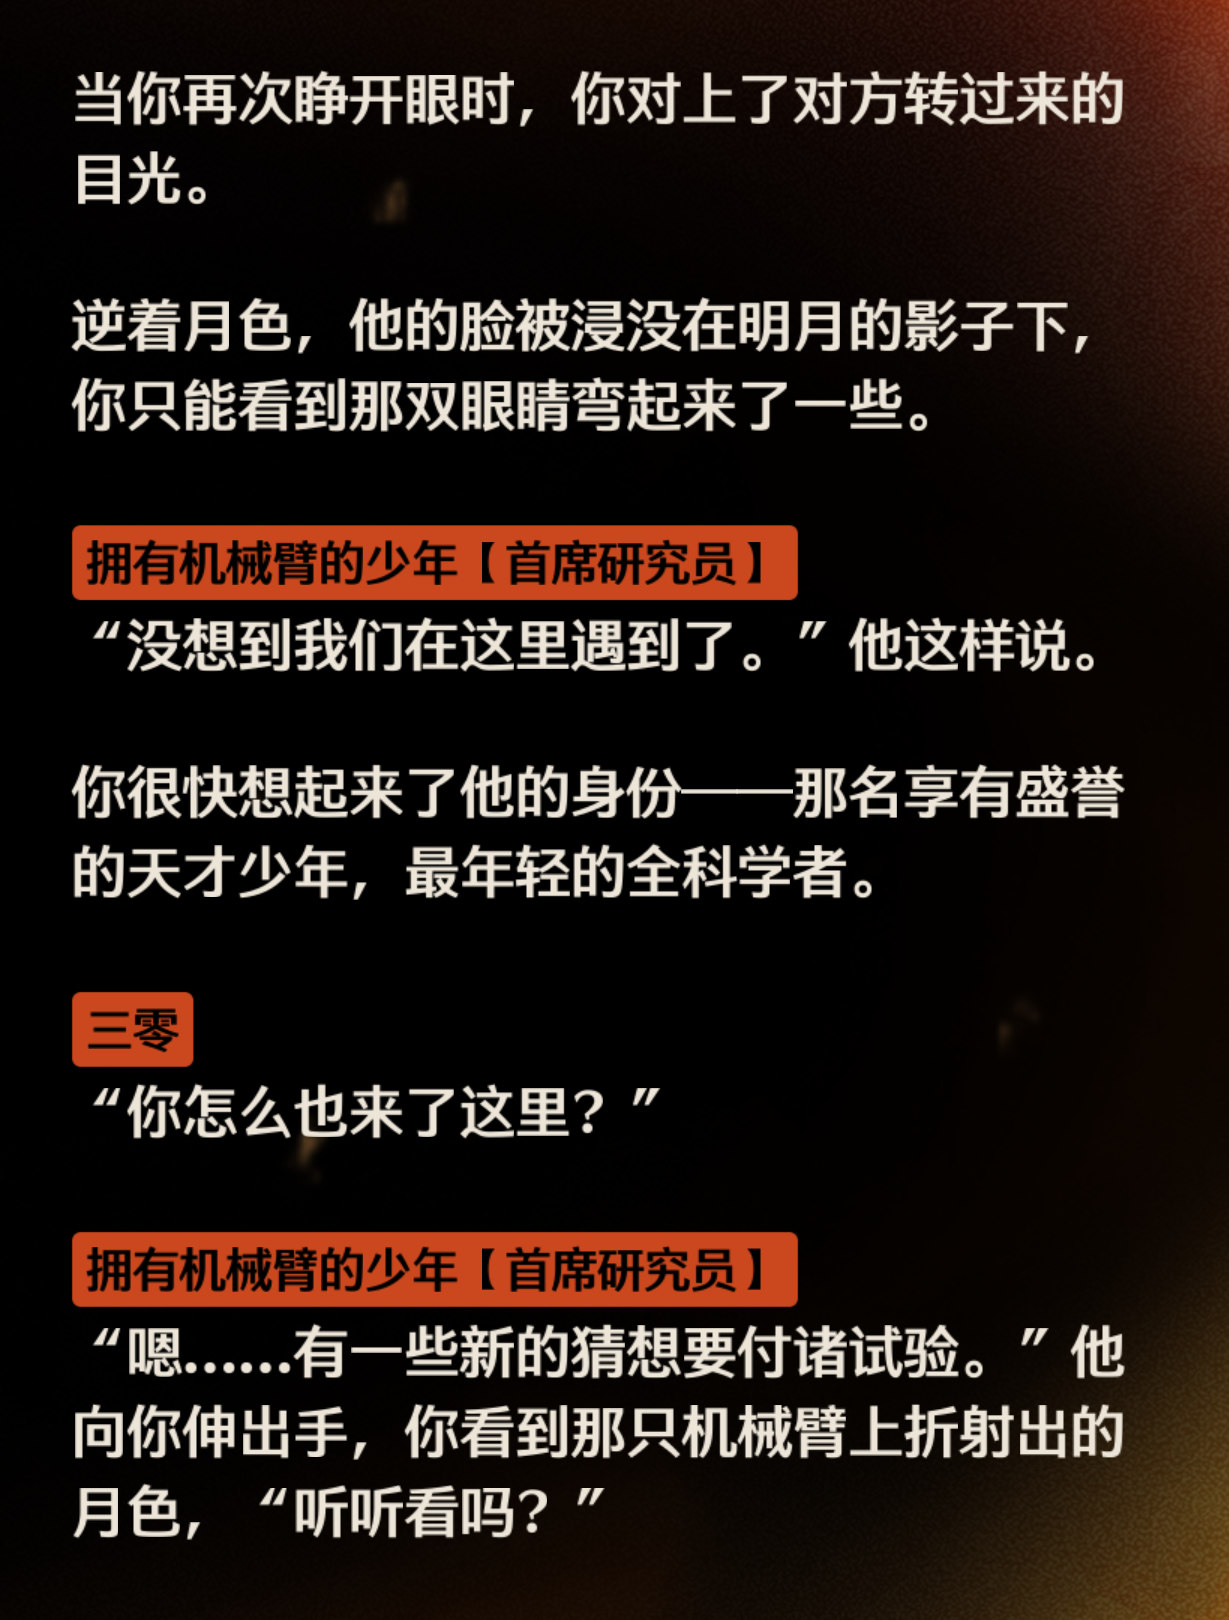 当你再次睁开眼时，你对上了对方转过来的
目光。
逆着月色，他的脸被浸没在明月的影子下，
你只能看到那双眼睛弯起来了一些。
拥有机械臂的少年【首席研究员】
“没想到我们在这里遇到了。”他这样说。
你很快想起来了他的身份——那名享有盛誉
的天才少年，最年轻的全科学者。
三零
“你怎么也来了这里？”
拥有机械臂的少年【首席研究员】
“嗯……有一些新的猜想要付诸试验。”他
向你伸出手，你看到那只机械臂上折射出的
月色，“听听看吗？”